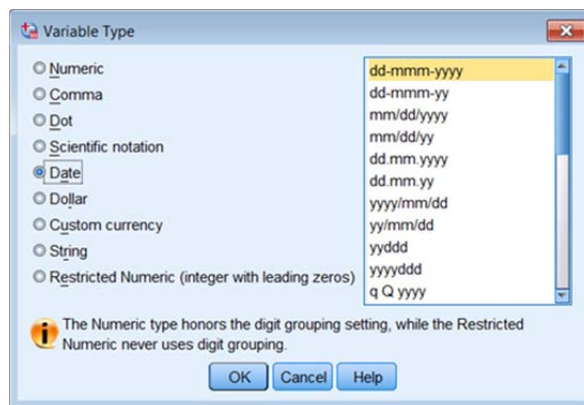 Variable Type
Numeric
Comma
Dot
Scientific notation
Date
Dollar
Custom currency
String
Restricted Numeric (integer with leading zeros)
dd-mmm-yyyy
dd-mmm-yy
mm/dd/yyyy
mm/dd/yy
dd.mm.yyyy
dd.mm.yy
yyyy/mm/dd
yy/mm/dd
yyddd
yyyyddd
q Q yyyy
The Numeric type honors the digit grouping setting, while the Restricted
Numeric never uses digit grouping.
OK Cancel Help